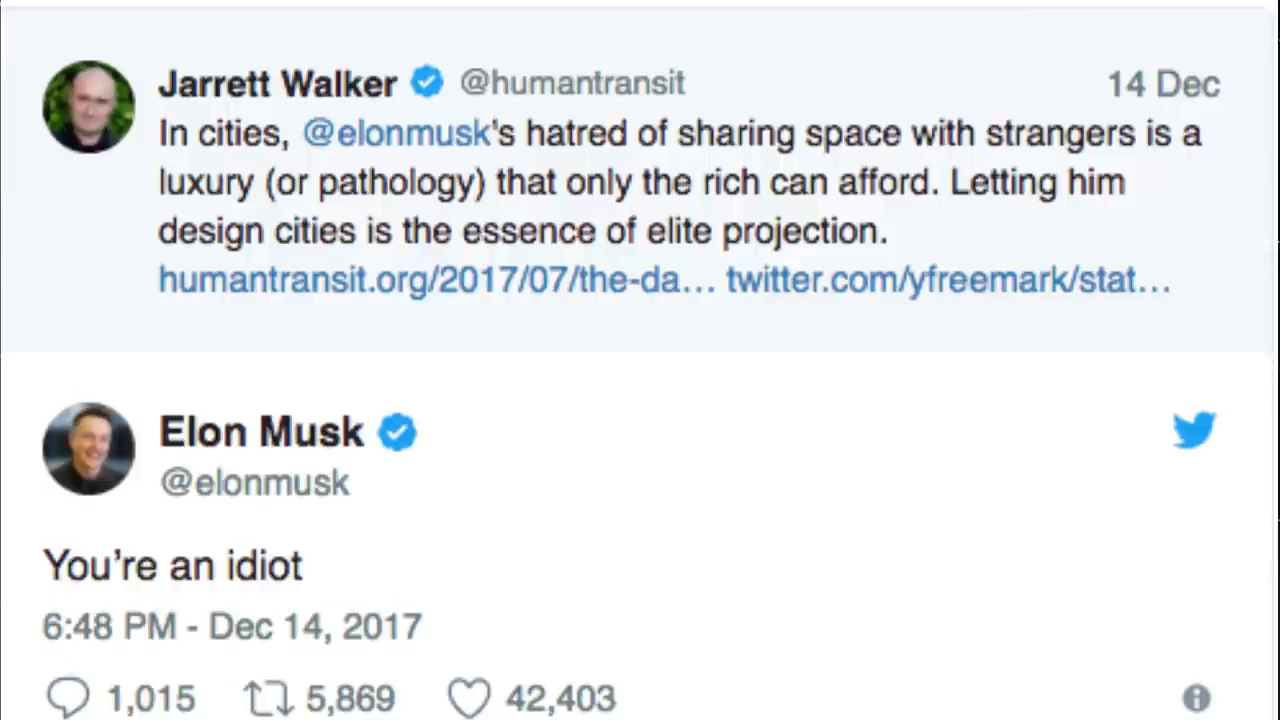 Jarrett Walker @humantransit 14 Dec
In cities, @elonmusk's hatred of sharing space with strangers is a
luxury (or pathology) that only the rich can afford. Letting him
design cities is the essence of elite projection.
humantransit.org/2017/07/the-da… twitter.com/yfreemark/stat…
Elon Musk
@elonmusk
You’re an idiot
6:48 PM - Dec 14, 2017
1,015 5,869 42,403